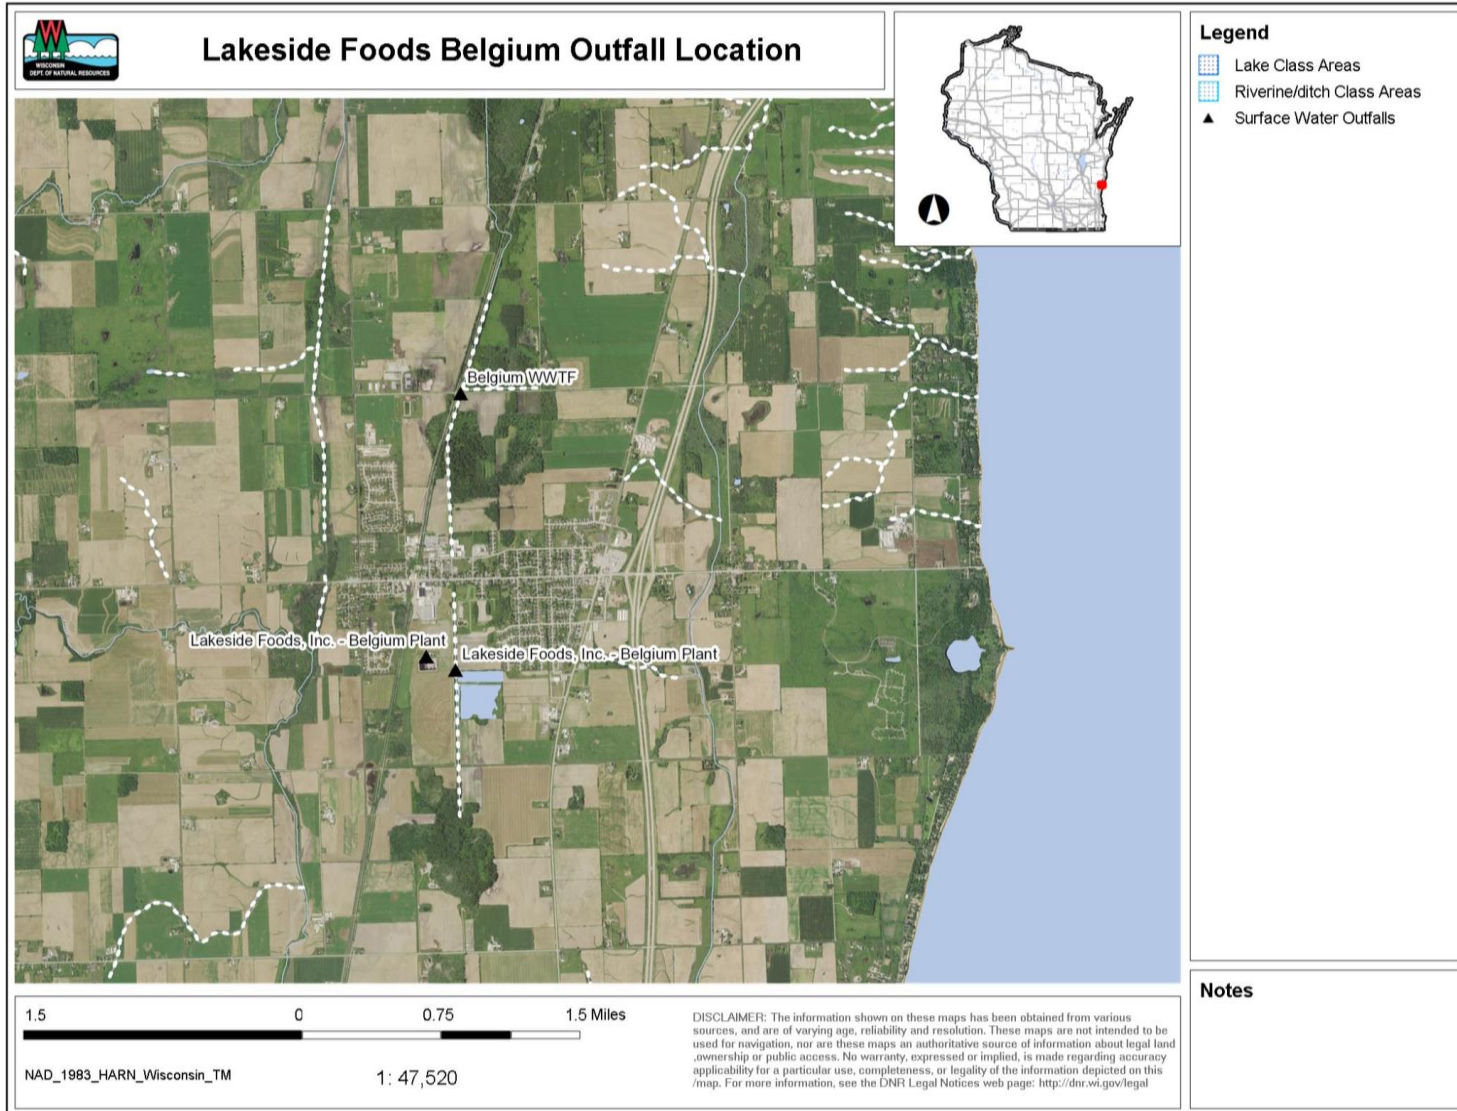 WISCONSIN
DEPT. OF NATURAL RESOURCES
Lakeside Foods Belgium Outfall Location
Legend
Lake Class Areas
Riverine/ditch Class Areas
Surface Water Outfalls
Belgium WWTF
Lakeside Foods, Inc. - Belgium Plant
Lakeside Foods, Inc. - Belgium Plant
1.5 0 0.75 1.5 Miles
NAD_1983_HARN_Wisconsin_TM
1: 47,520
DISCLAIMER: The information shown on these maps has been obtained from various
sources, and are of varying age, reliability and resolution. These maps are not intended to be
used for navigation, nor are these maps an authoritative source of information about legal land
,ownership or public access. No warranty, expressed or implied, is made regarding accuracy
applicability for a particular use, completeness, or legality of the information depicted on this
/map. For more information, see the DNR Legal Notices web page: http://dnr.wi.gov/legal
Notes